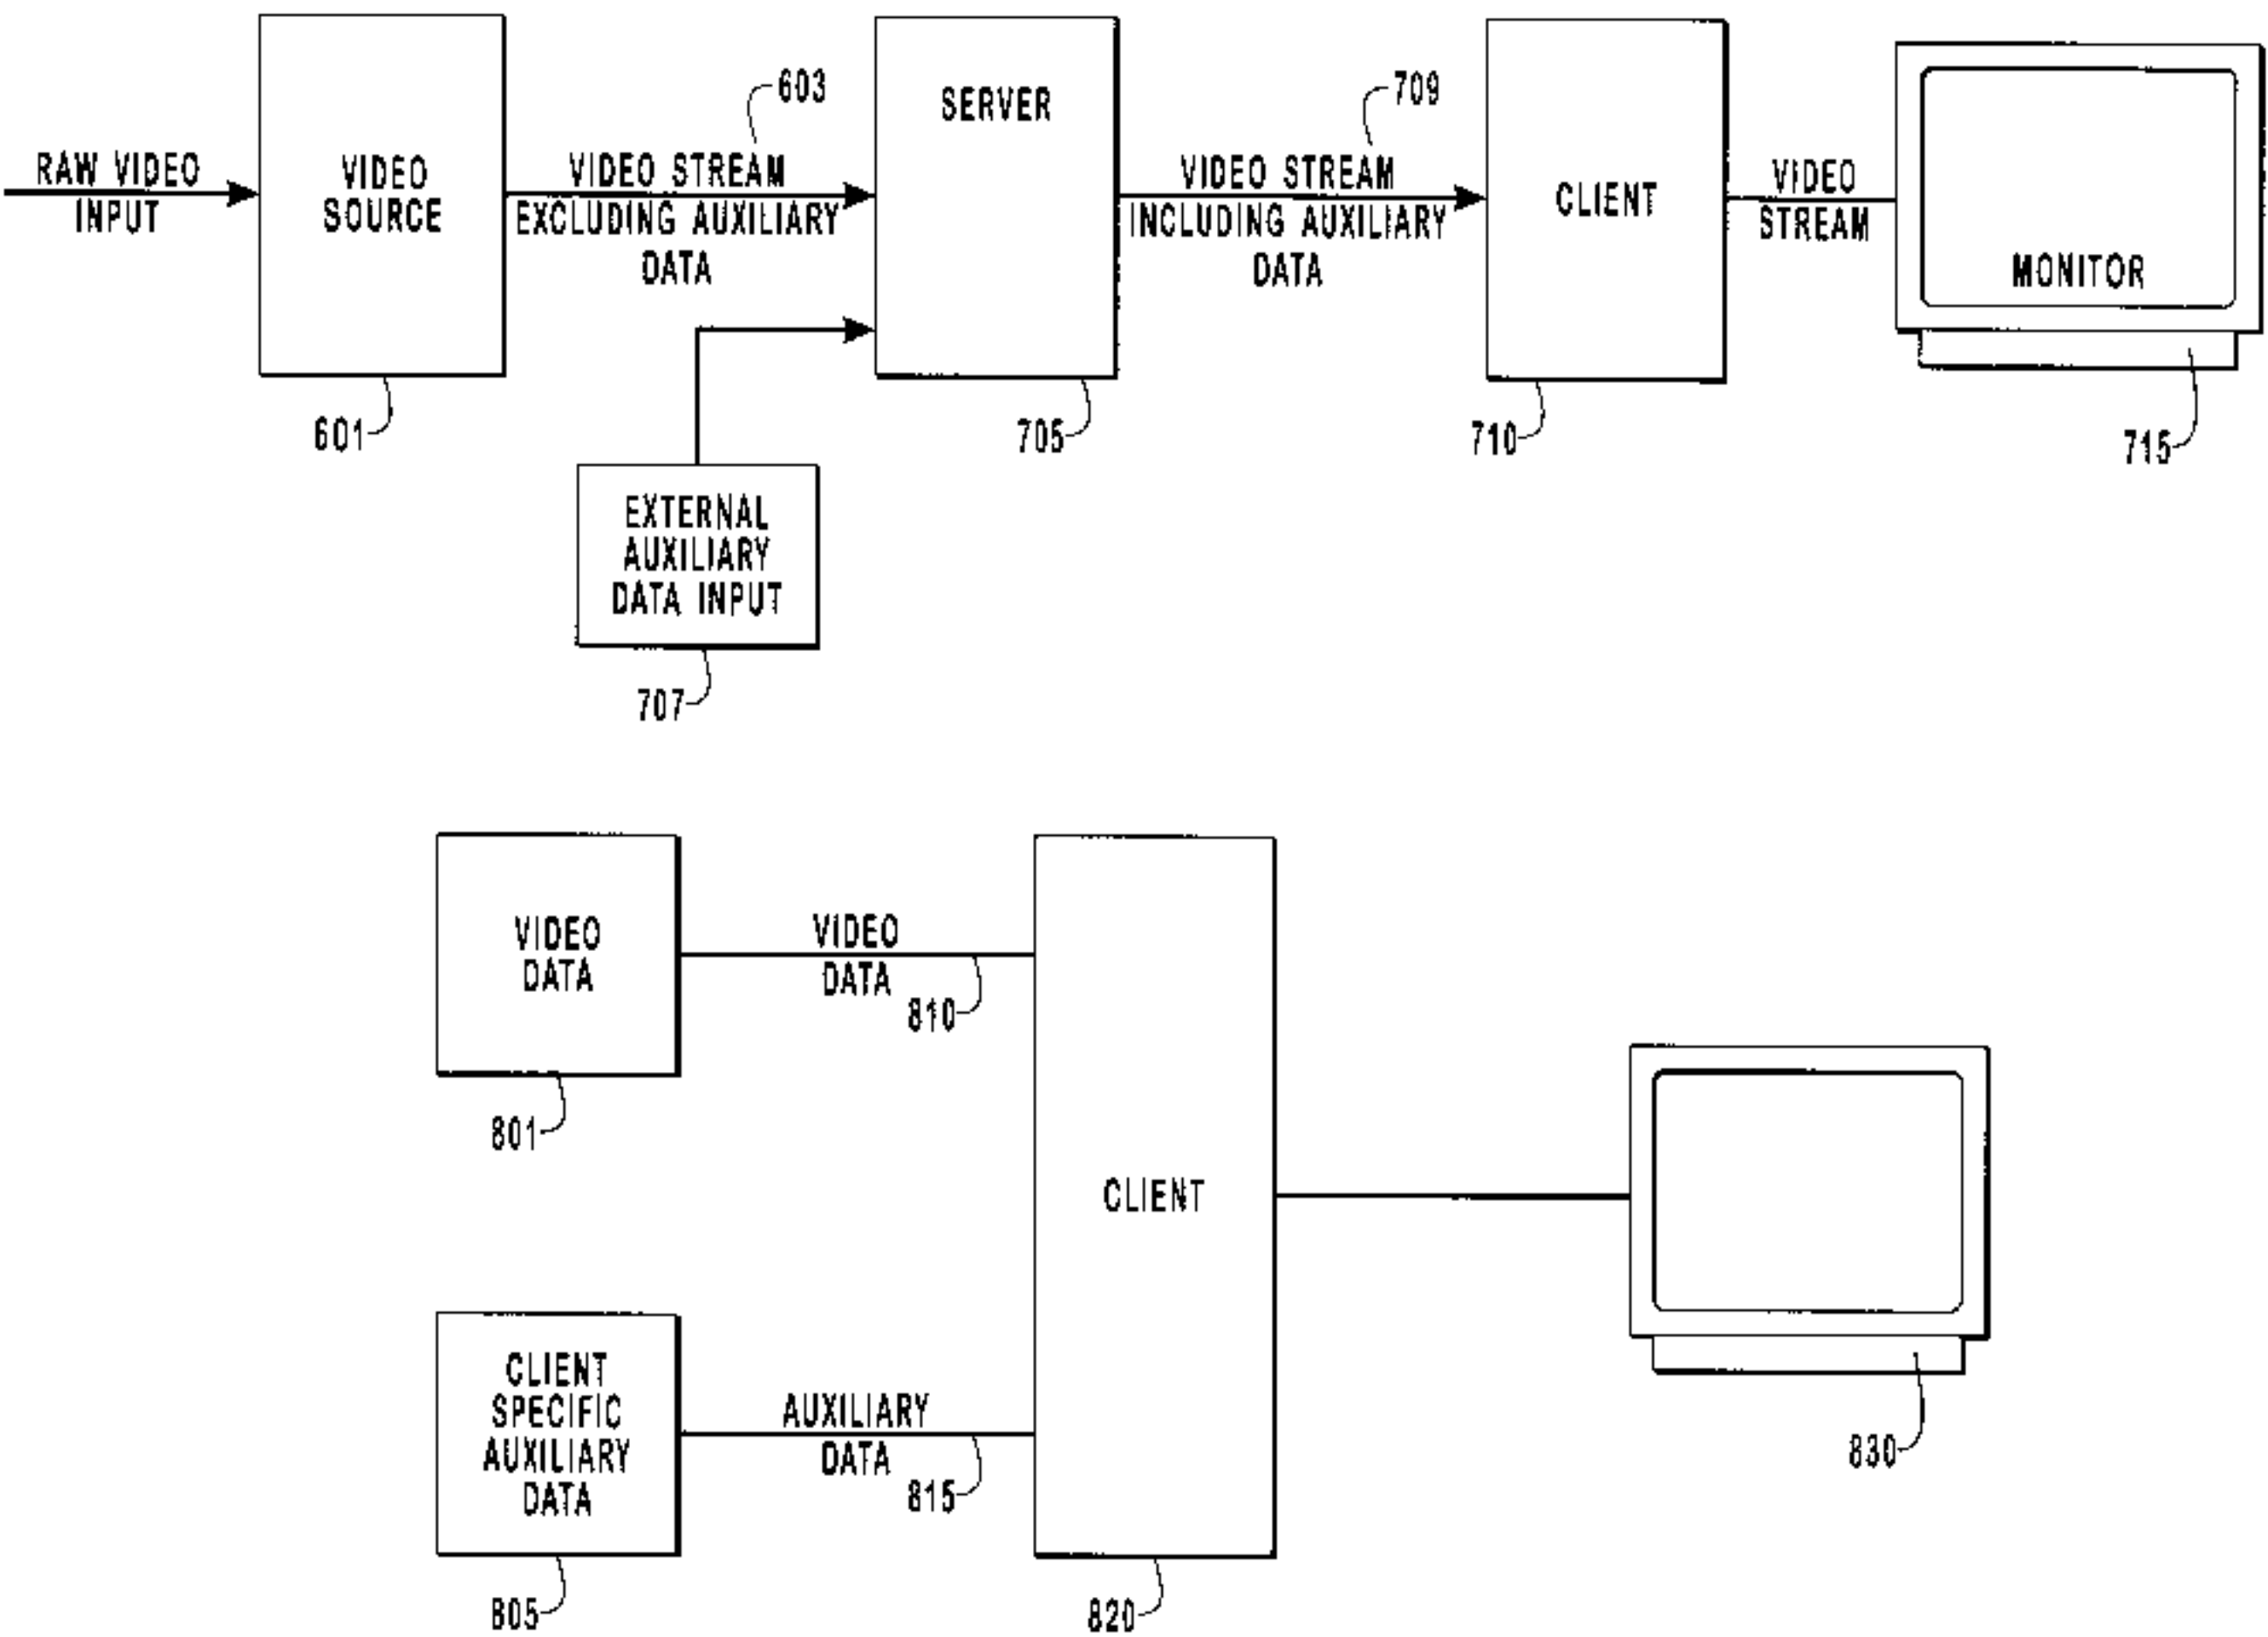 RAW VIDEO
INPUT
VIDEO
SOURCE
601
603
VIDEO STREAM
EXCLUDING AUXILIARY
DATA
SERVER
705
EXTERNAL
AUXILIARY
DATA INPUT
707
709
VIDEO STREAM
INCLUDING AUXILIARY
DATA
CLIENT
710
VIDEO
STREAM
MONITOR
715
VIDEO
DATA
801
VIDEO
DATA
810
CLIENT
SPECIFIC
AUXILIARY
DATA
805
AUXILIARY
DATA
815
CLIENT
820
830